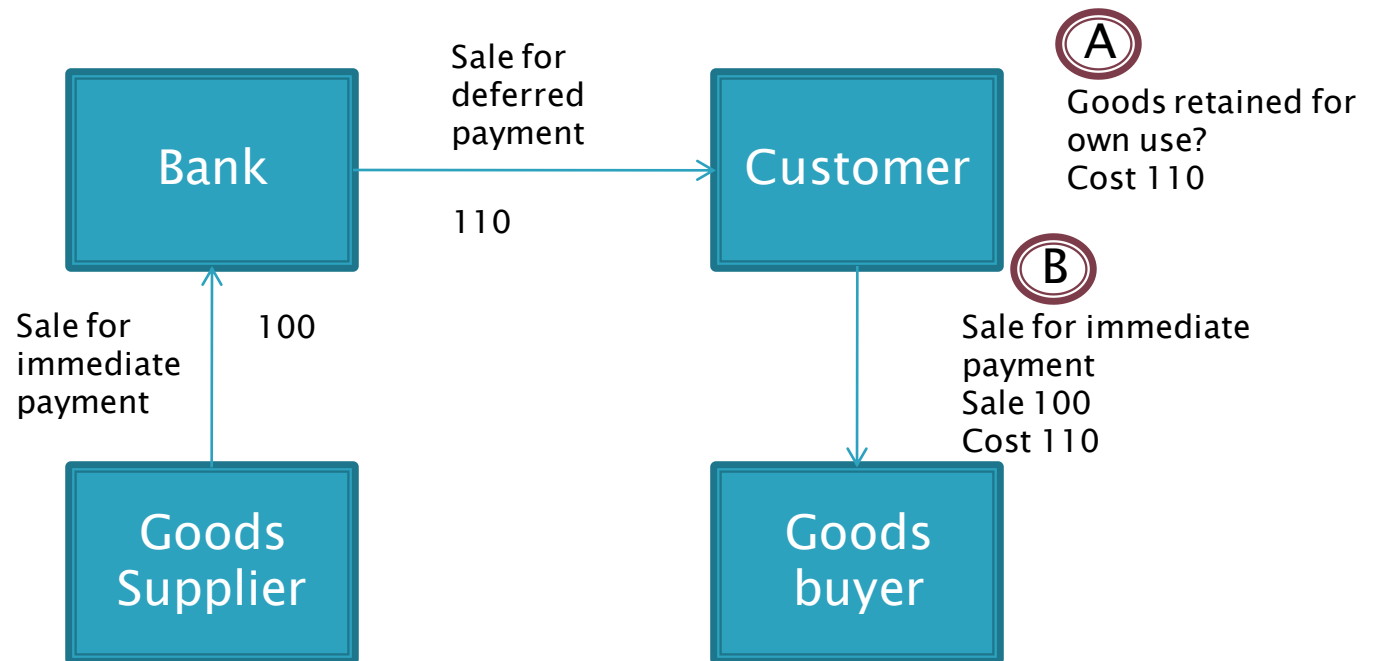 Bank
Sale for
deferred
payment
110
Customer
A
Goods retained for
own use?
Cost 110
B
Sale for immediate
payment
Sale 100
Cost 110
Sale for
immediate
payment
100
Goods
Supplier
Goods
buyer